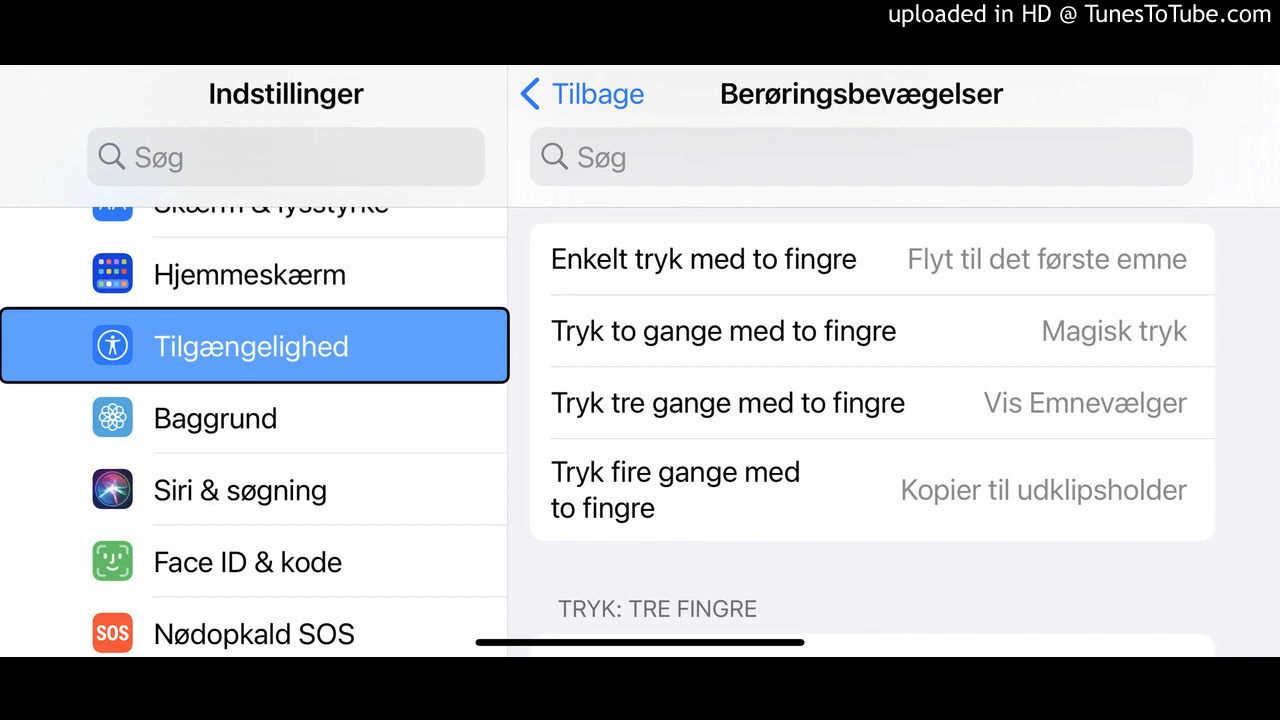 uploaded in HD @ TunesToTube.com
Indstillinger
Søg
Skærm & lysstyrke
Hjemmeskærm
Tilgængelighed
Baggrund
Siri & søgning
Face ID & kode
SOS Nødopkald SOS
Tilbage
Berøringsbevægelser
Søg
Enkelt tryk med to fingre Flyt til det første emne
Tryk to gange med to fingre Magisk tryk
Tryk tre gange med to fingre Vis Emnevælger
Tryk fire gange med
to fingre
Kopier til udklipsholder
TRYK: TRE FINGRE